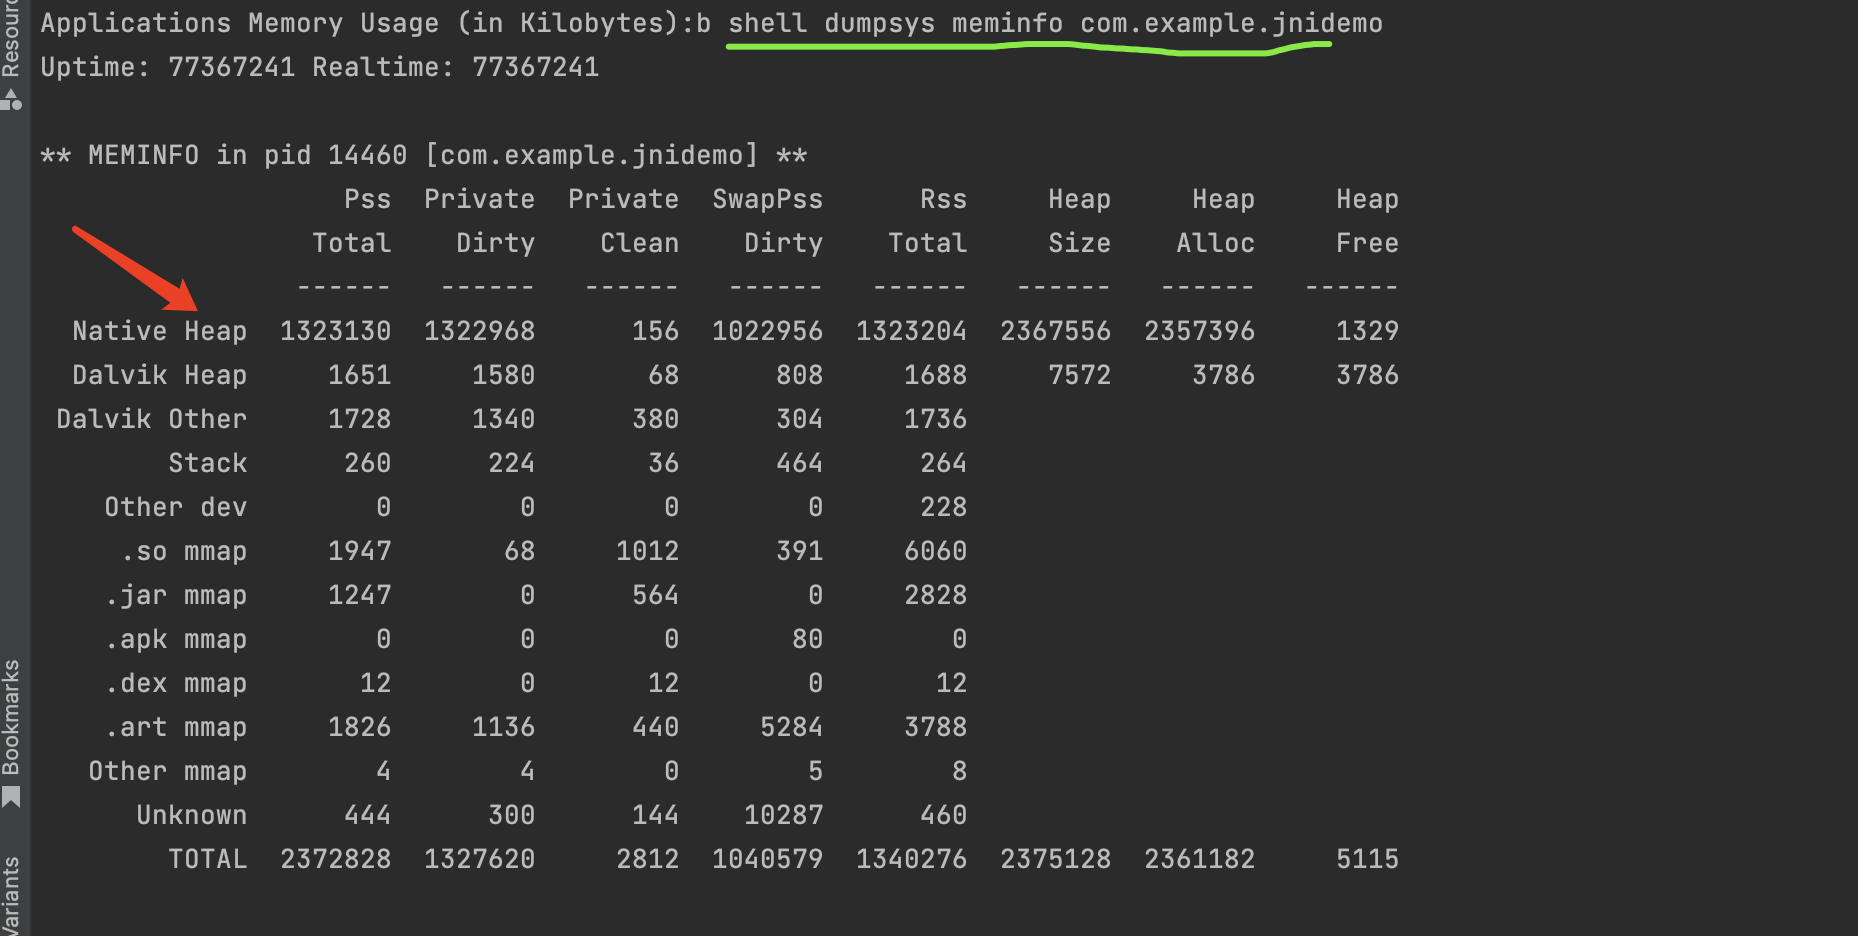 Applications Memory Usage (in Kilobytes):b shell dumpsys meminfo com.example.jnidemo
Uptime: 77367241 Realtime: 77367241
** MEMINFO in pid 14460 [com.example.jnidemo] **
Pss Private Private SwapPss Rss Heap Heap Heap
Total Dirty Clean Dirty Total Size Alloc Free
------ ------ ------ ------ ------ ------ ------ ------
Native Heap 1323130 1322968 156 1022956 1323204 2367556 2357396 1329
Dalvik Heap 1651 1580 68 808 1688 7572 3786 3786
Dalvik Other 1728 1340 380 304 1736
Stack 260 224 36 464 264
Other dev 0 0 0 0 228
.so mmap 1947 68 1012 391 6060
.jar mmap 1247 0 564 0 2828
.apk mmap 0 0 0 80 0
.dex mmap 12 0 12 0 12
.art mmap 1826 1136 440 5284 3788
Other mmap 4 4 0 5 8
Unknown 444 300 144 10287 460
TOTAL 2372828 1327620 2812 1040579 1340276 2375128 2361182 5115
Bookmarks